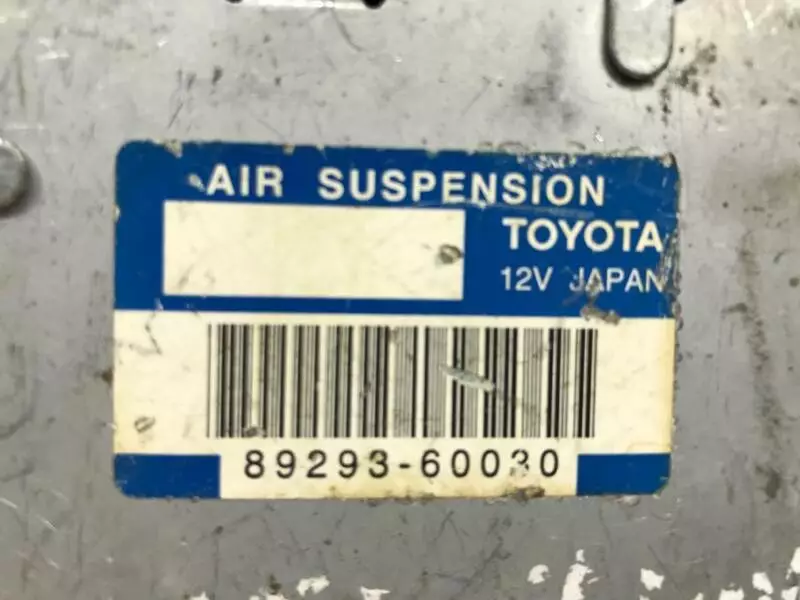 AIR SUSPENSION
TOYOTA
12V JAPAN
89293-60030